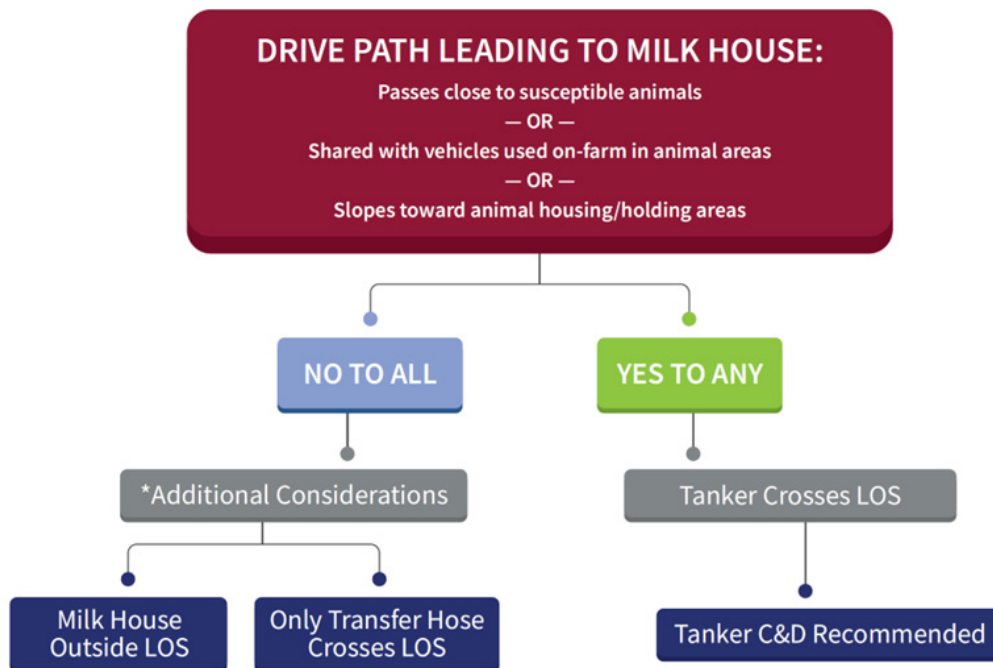 DRIVE PATH LEADING TO MILK HOUSE:
Passes close to susceptible animals
— OR —
Shared with vehicles used on-farm in animal areas
— OR —
Slopes toward animal housing/holding areas
NO TO ALL
YES TO ANY
*Additional Considerations
Tanker Crosses LOS
Milk House
Outside LOS
Only Transfer Hose
Crosses LOS
Tanker C&D Recommended